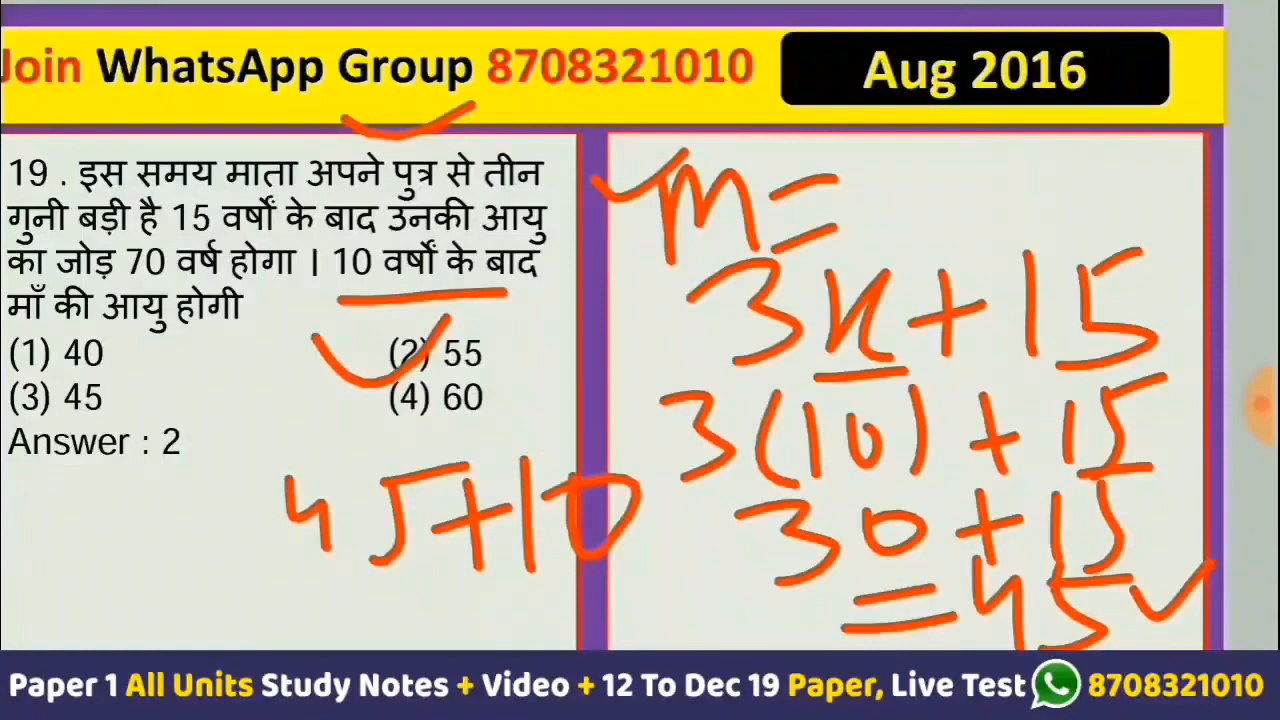 Join WhatsApp Group 8708321010
Aug 2016
19 . इस समय माता अपने पुत्र से तीन
गुनी बड़ी है 15 वर्षों के बाद उनकी आयु
का जोड़ 70 वर्ष होगा । 10 वर्षों के बाद
माँ की आयु होगी
(1) 40 (2) 55
(3) 45 (4) 60
Answer : 2
45+10
m=
3x+15
3(10)+15
30+15
=45
Paper 1 All Units Study Notes + Video + 12 To Dec 19 Paper, Live Test 8708321010